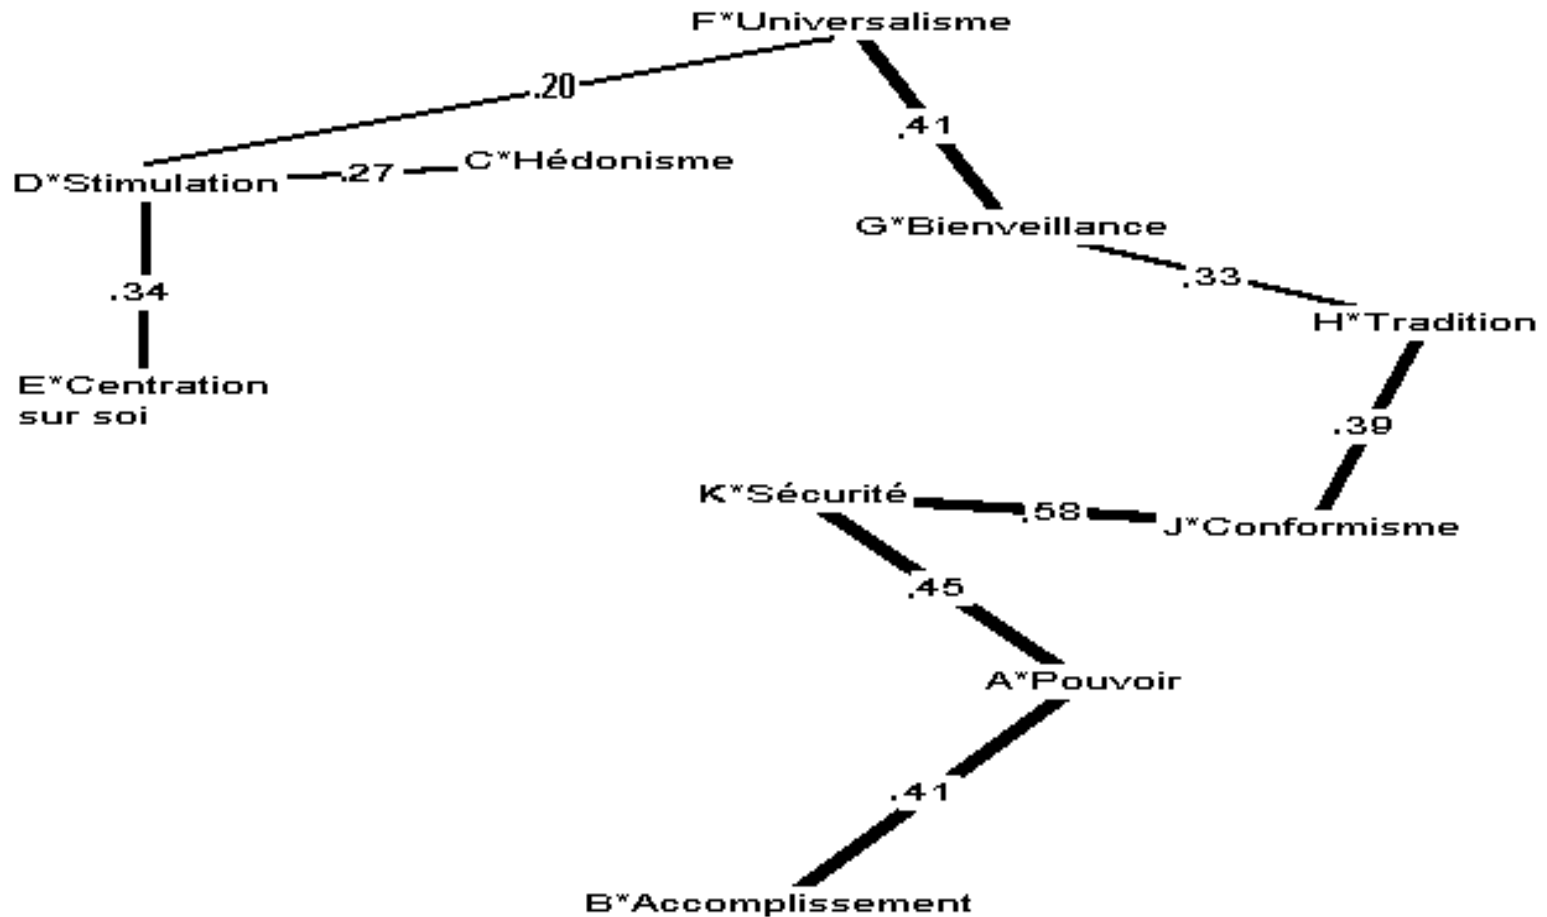 F*Universalisme
.20
.41
C*Hédonisme
D*Stimulation
.27
G*Bienveillance
.33
.34
H*Tradition
E*Centration
sur soi
.39
K*Sécurité
.58
J*Conformisme
.45
A*Pouvoir
.41
B*Accomplissement